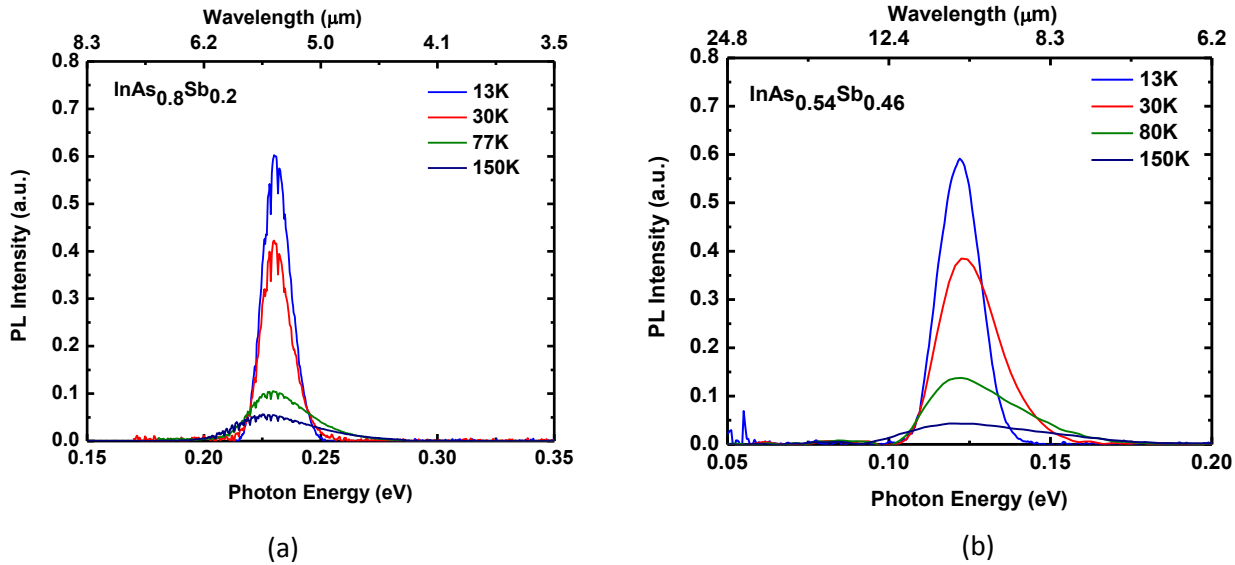 Wavelength (μm)
8.3 6.2 5.0 4.1 3.5
0.8
0.7
0.6
0.5
0.4
0.3
0.2
0.1
0.0
PL Intensity (a.u.)
InAs0.8Sb0.2
13K
30K
77K
150K
0.15 0.20 0.25 0.30 0.35
Photon Energy (eV)
(a)
Wavelength (μm)
24.8 12.4 8.3 6.2
0.8
0.7
0.6
0.5
0.4
0.3
0.2
0.1
0.0
PL Intensity (a.u.)
InAs0.54Sb0.46
13K
30K
80K
150K
0.05 0.10 0.15 0.20
Photon Energy (eV)
(b)